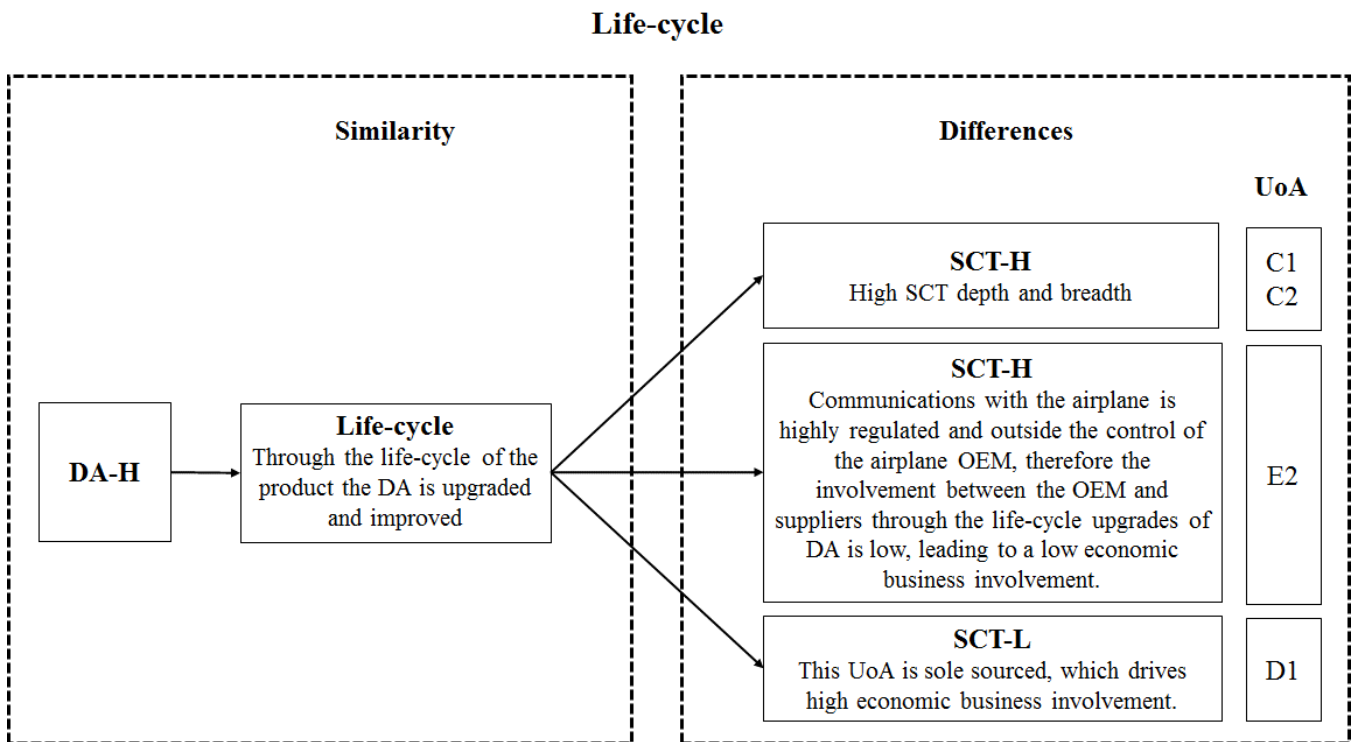 Life-cycle
Similarity
Differences
UoA
SCT-H
High SCT depth and breadth
C1
C2
DA-H
Life-cycle
Through the life-cycle of the
product the DA is upgraded
and improved
SCT-H
Communications with the airplane is
highly regulated and outside the control of
the airplane OEM, therefore the
involvement between the OEM and
suppliers through the life-cycle upgrades of
DA is low, leading to a low economic
business involvement.
E2
SCT-L
This UoA is sole sourced, which drives
high economic business involvement.
D1